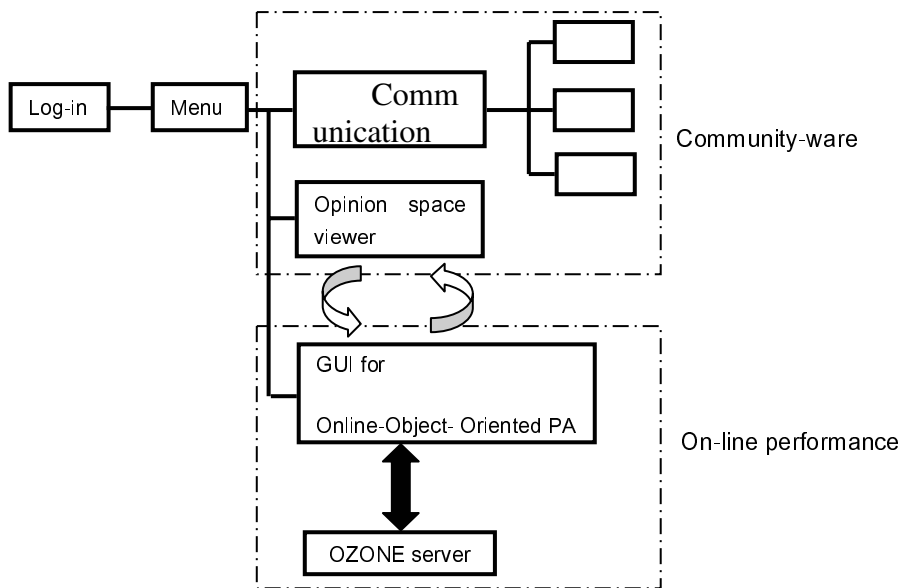 Log-in
Menu
Comm
unication
Community-ware
Opinion space
viewer
GUI for
Online-Object- Oriented PA
On-line performance
OZONE server